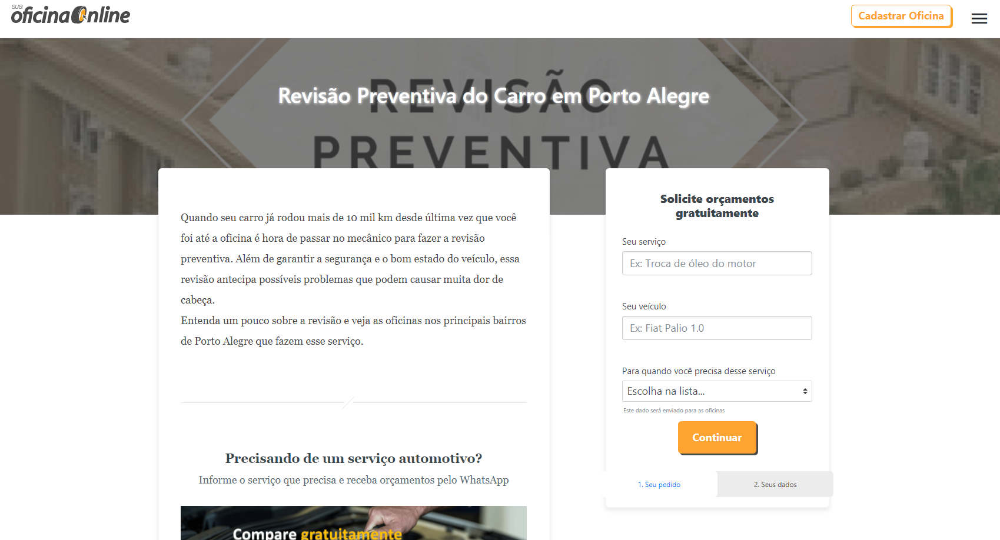 sua
oficinaOnline
Cadastrar Oficina
REVISÃO
PREVENTIVA
Revisão Preventiva do Carro em Porto Alegre
Quando seu carro já rodou mais de 10 mil km desde última vez que você
foi até a oficina é hora de passar no mecânico para fazer a revisão
preventiva. Além de garantir a segurança e o bom estado do veículo, essa
revisão antecipa possíveis problemas que podem causar muita dor de
cabeça.
Entenda um pouco sobre a revisão e veja as oficinas nos principais bairros
de Porto Alegre que fazem esse serviço.
Precisando de um serviço automotivo?
Informe o serviço que precisa e receba orçamentos pelo WhatsApp
Compare gratuitamente
Solicite orçamentos
gratuitamente
Seu serviço
Ex: Troca de óleo do motor
Seu veículo
Ex: Fiat Palio 1.0
Para quando você precisa desse serviço
Escolha na lista...
Este dado será enviado para as oficinas
Continuar
1. Seu pedido
2. Seus dados